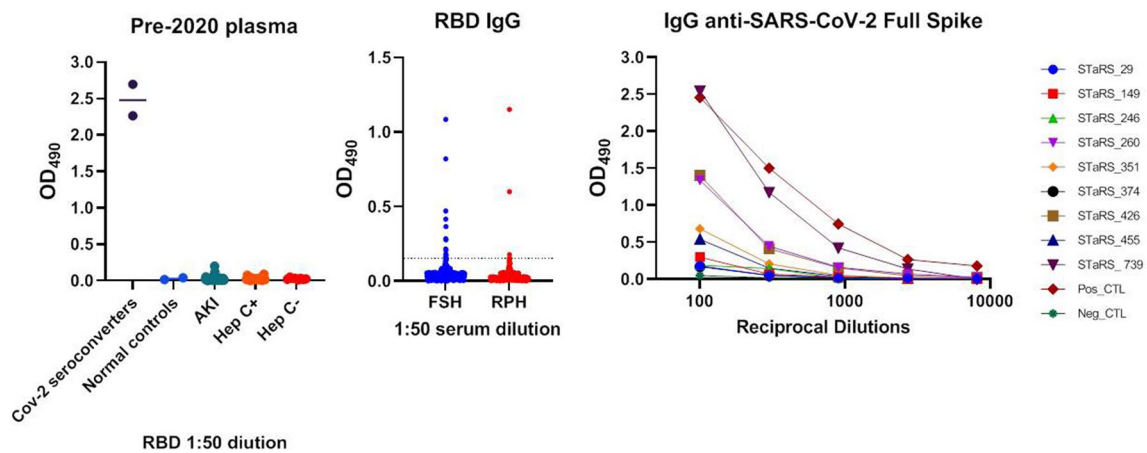 Pre-2020 plasma
OD490
3.0
2.5
2.0
1.5
1.0
0.5
0.0
Cov-2 seroconverters
Normal controls
AKI
Hep C+
Hep C-
RBD 1:50 diution
RBD IgG
OD490
1.5
1.0
0.5
0.0
FSH
RPH
1:50 serum dilution
IgG anti-SARS-CoV-2 Full Spike
OD490
3.0
2.5
2.0
1.5
1.0
0.5
0.0
100
1000
10000
Reciprocal Dilutions
STaRS_29
STaRS_149
STaRS_246
STaRS_260
STaRS_351
STaRS_374
STaRS_426
STaRS_455
STaRS_739
Pos_CTL
Neg_CTL